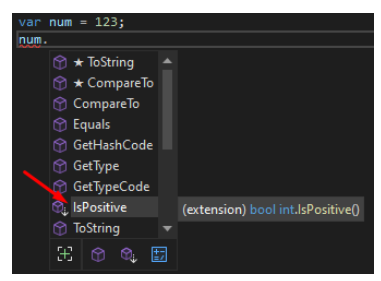 var num = 123;
num.
★ ToString
★ CompareTo
CompareTo
Equals
GetHashCode
GetType
GetTypeCode
IsPositive
(extension) bool int.IsPositive()
ToString